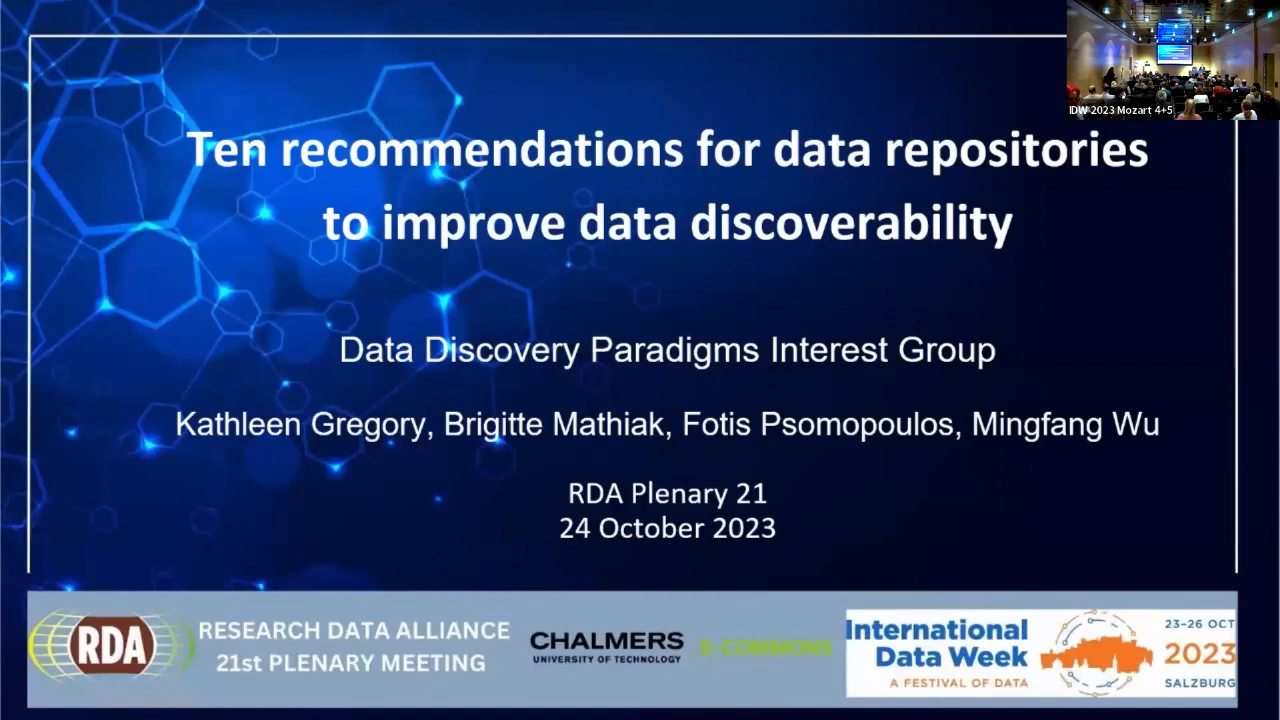 IDW 2023 Mozart 4+5
Ten recommendations for data repositories
to improve data discoverability
Data Discovery Paradigms Interest Group
Kathleen Gregory, Brigitte Mathiak, Fotis Psomopoulos, Mingfang Wu
RDA Plenary 21
24 October 2023
RDA
RESEARCH DATA ALLIANCE
21st PLENARY MEETING
CHALMERS
UNIVERSITY OF TECHNOLOGY
E-COMMONS
International
Data Week
A FESTIVAL OF DATA
23-26 OCT
2023
SALZBURG